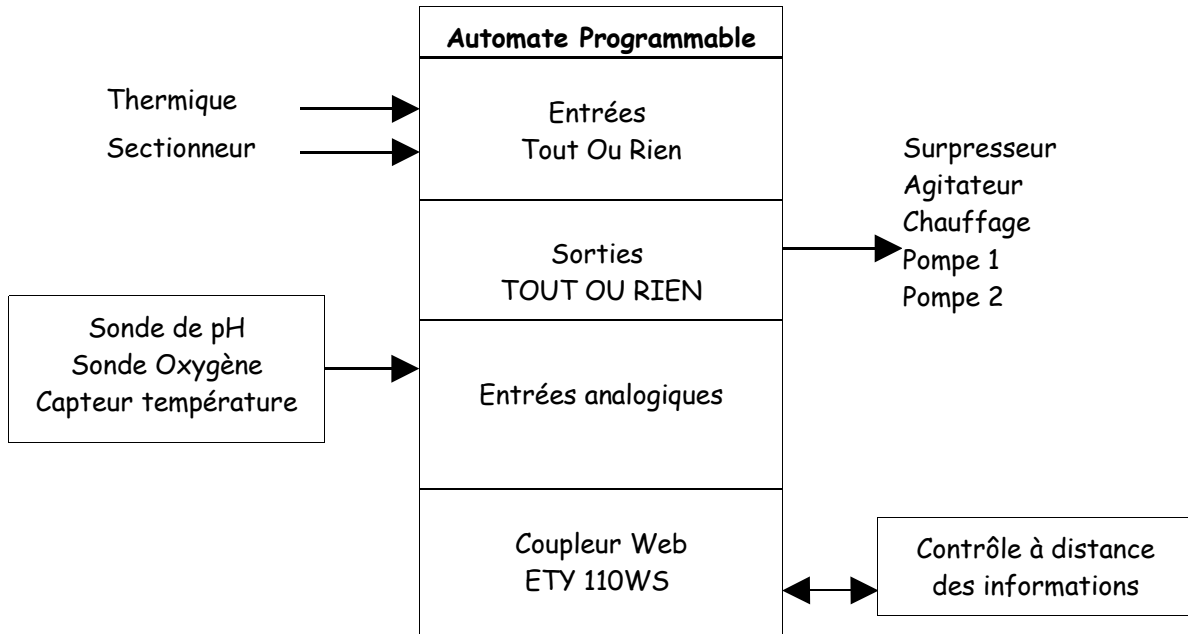 Automate Programmable
Thermique
Sectionneur
Entrées
Tout Ou Rien
Surpresseur
Agitateur
Chauffage
Pompe 1
Pompe 2
Sorties
TOUT OU RIEN
Sonde de pH
Sonde Oxygène
Capteur température
Entrées analogiques
Coupleur Web
ETY 110WS
Contrôle à distance
des informations